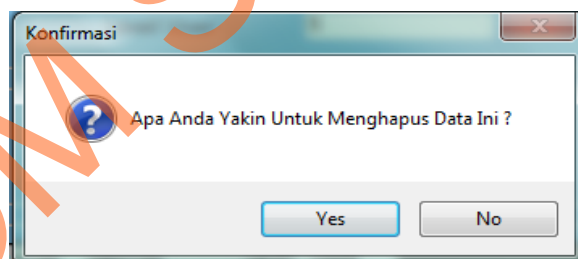 Konfirmasi
Apa Anda Yakin Untuk Menghapus Data Ini ?
Yes
No